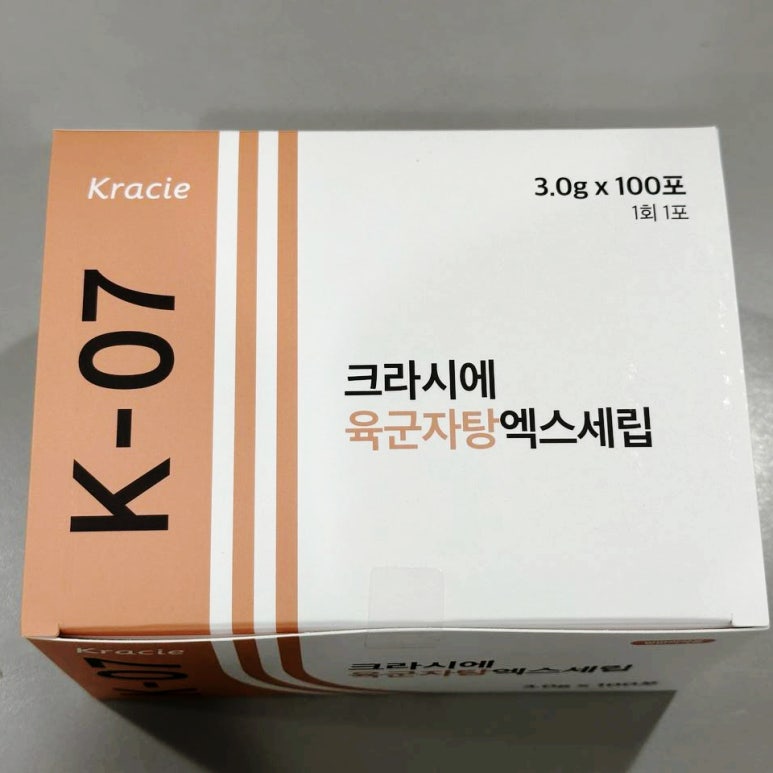 Kracie
K-07
3.0g x 100포
1회 1포
크라시에
육군자탕엑스세립
Kracie
K-07
크라시에
육군자탕엑스세립
3.0g x 100포